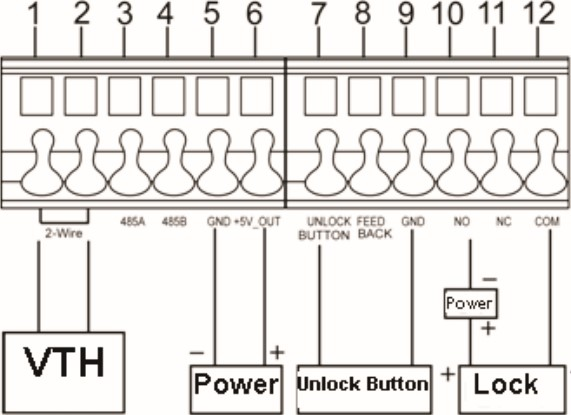 1 2 3 4 5 6 7 8 9 10 11 12
2-Wire 485A 485B GND +5V_OUT UNLOCK BUTTON FEED BACK GND NO NC COM
- Power +
VTH - Power + Unlock Button + Lock